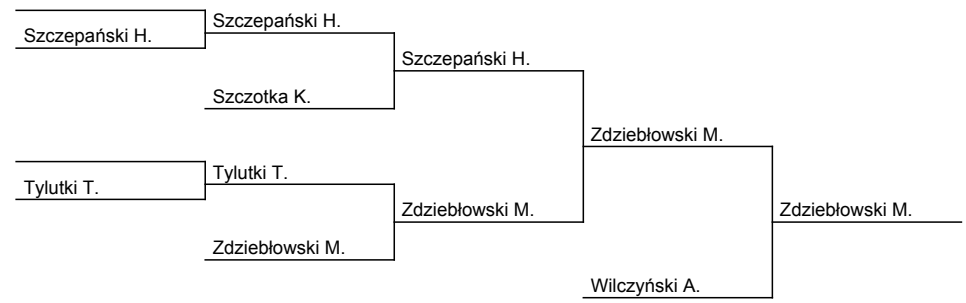 Szczepański H.
Szczepański H.
Szczepański H.
Szczotka K.
Zdziebłowski M.
Tylutki T.
Tylutki T.
Zdziebłowski M.
Zdziebłowski M.
Zdziebłowski M.
Wilczyński A.